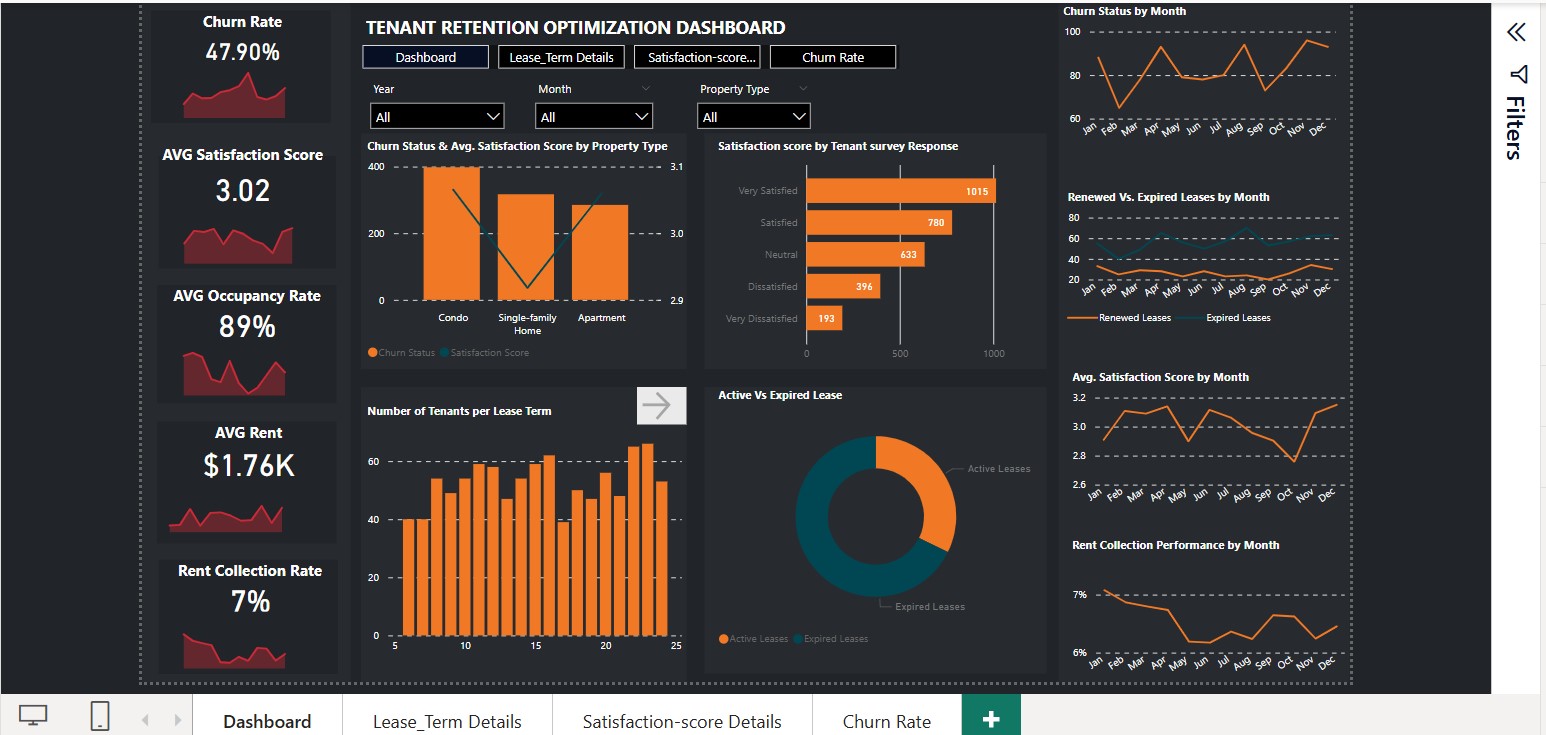 Churn Rate
47.90%
AVG Satisfaction Score
3.02
AVG Occupancy Rate
89%
AVG Rent
$1.76K
Rent Collection Rate
7%
TENANT RETENTION OPTIMIZATION DASHBOARD
Dashboard
Lease_Term Details
Satisfaction-score...
Churn Rate
Year
Month
Property Type
All
All
All
Churn Status & Avg. Satisfaction Score by Property Type
400
200
0
3.1
3.0
2.9
Condo
Single-family
Home
Apartment
Churn Status
Satisfaction Score
Satisfaction score by Tenant survey Response
Very Satisfied
1015
Satisfied
780
Neutral
633
Dissatisfied
396
Very Dissatisfied
193
0
500
1000
Number of Tenants per Lease Term
60
40
20
0
5
10
15
20
25
Active Vs Expired Lease
Active Leases
Expired Leases
Active Leases
Expired Leases
Churn Status by Month
100
80
60
Jan
Feb
Mar
Apr
May
Jun
Jul
Aug
Sep
Oct
Nov
Dec
Renewed Vs. Expired Leases by Month
80
60
40
20
Jan
Feb
Mar
Apr
May
Jun
Jul
Aug
Sep
Oct
Nov
Dec
Renewed Leases
Expired Leases
Avg. Satisfaction Score by Month
3.2
3.0
2.8
2.6
Jan
Feb
Mar
Apr
May
Jun
Jul
Aug
Sep
Oct
Nov
Dec
Rent Collection Performance by Month
7%
6%
Jan
Feb
Mar
Apr
May
Jun
Jul
Aug
Sep
Oct
Nov
Dec
Filters
Dashboard
Lease_Term Details
Satisfaction-score Details
Churn Rate